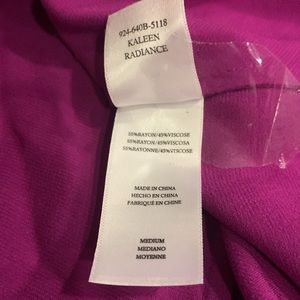 924-640B-5118
KALEEN
RADIANCE
55%RAYON/45%VISCOSE
55%RAYON/45%VISCOSA
55%RAYONNE/45%VISCOSE
MADE IN CHINA
HECHO EN CHINA
FABRIQUÉ EN CHINE
MEDIUM
MEDIANO
MOYENNE